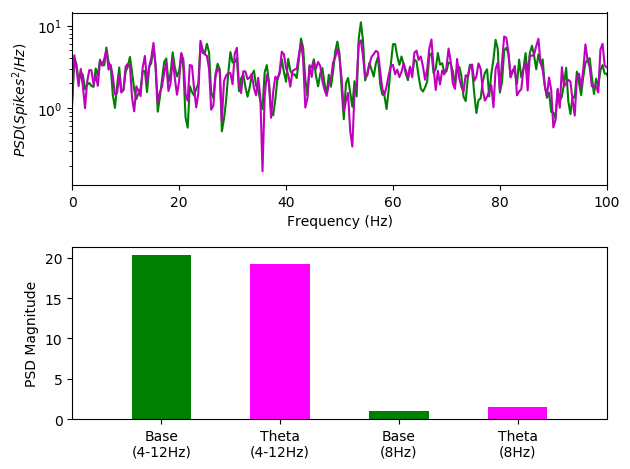 10¹
10⁰
PSD(Spikes²/Hz)
0 20 40 60 80 100
Frequency (Hz)
20
15
10
5
0
PSD Magnitude
Base Theta Base Theta
(4-12Hz) (4-12Hz) (8Hz) (8Hz)